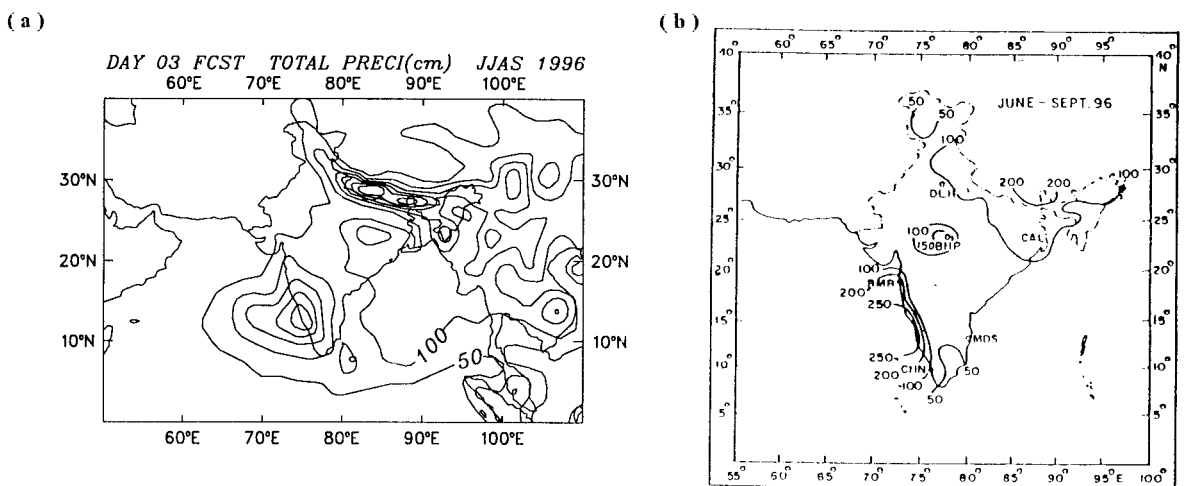 ( a )
DAY 03 FCST TOTAL PRECI(cm) JJAS 1996
60°E 70°E 80°E 90°E 100°E
30°N 30°N
20°N 20°N
10°N 10°N
100
50
60°E 70°E 80°E 90°E 100°E
( b )
55° 60° 65° 70° 75° 80° 85° 90° 95°
40° 40°
N
JUNE - SEPT. 96
50 50
35° 35°
100
30° 30°
DLH 200 200 100
25° 25°
100 CAL
150 BHP
20° 100 20°
BMB
200
250
15° 15°
MDS
250
10° CHN 10°
200
100 50
50
5° 5°
55° 60° 65° 70° 75° 80° 85° 90° 95°E 100°